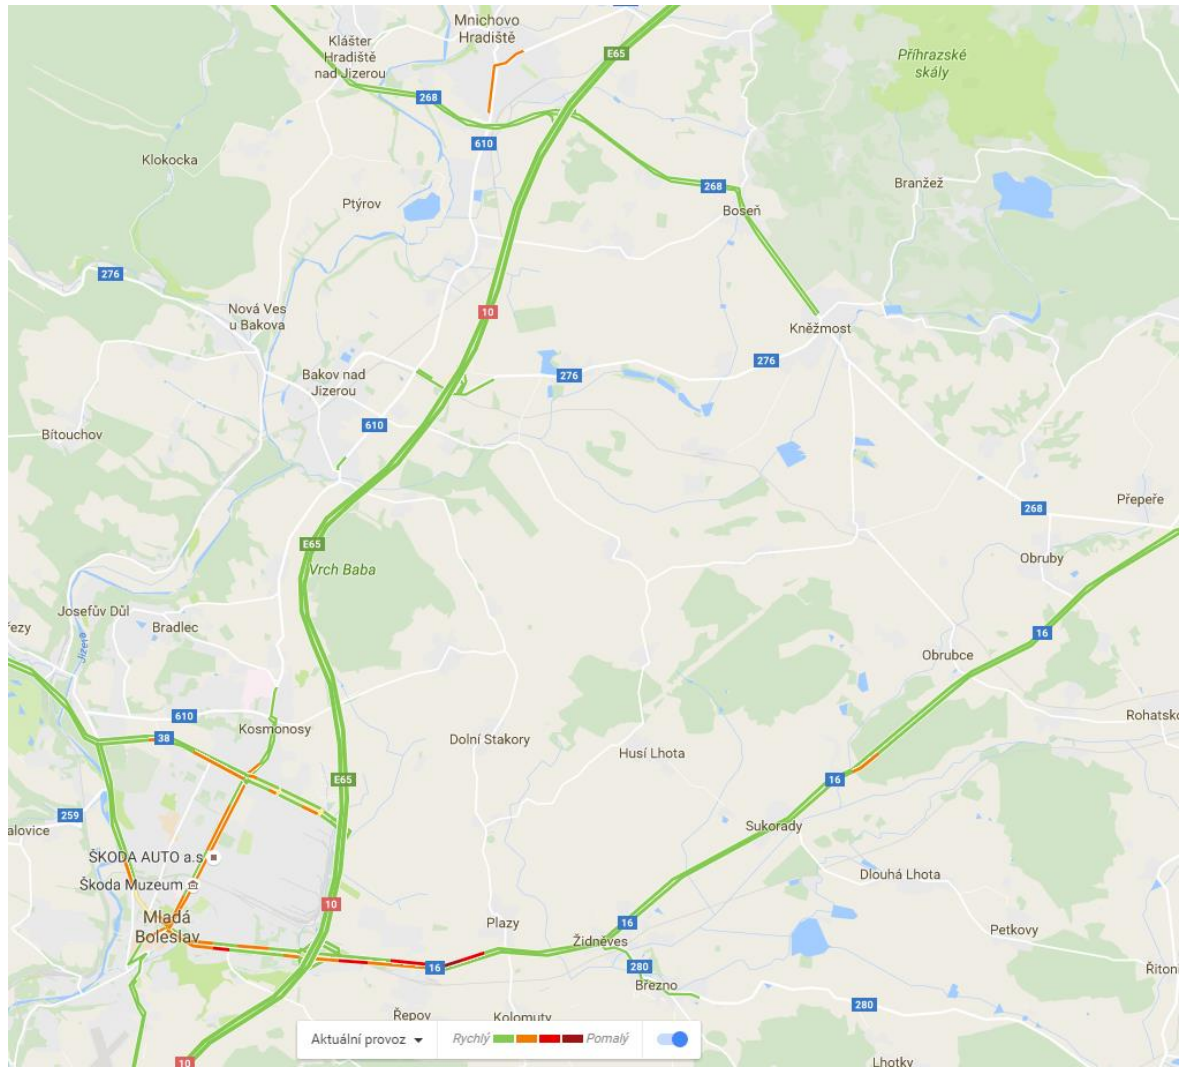 Mnichovo
Hradiště
Klášter
Hradiště
nad Jizerou
E65
Příhrazské
skály
268
610
Klokocka
268
Branžež
Ptýrov
Boseň
276
Nová Ves
u Bakova
10
Kněžmost
276
Bakov nad
Jizerou
276
610
Bítouchov
Přepeře
268
E65
Obruby
Vrch Baba
Josefův Důl
řezy
Bradlec
16
Jizera
Obrubce
610
Rohatsko
Kosmonosy
38
Dolní Stakory
Husí Lhota
E65
16
259
alovice
Sukorady
ŠKODA AUTO a.s
Škoda Muzeum
Dlouhá Lhota
10
Mladá
Boleslav
Plazy
16
Petkovy
Židněves
16
280
Řitoni
Březno
280
Řepov
Kolomuty
Aktuální provoz
Rychlý
Pomalý
10
Lhotky